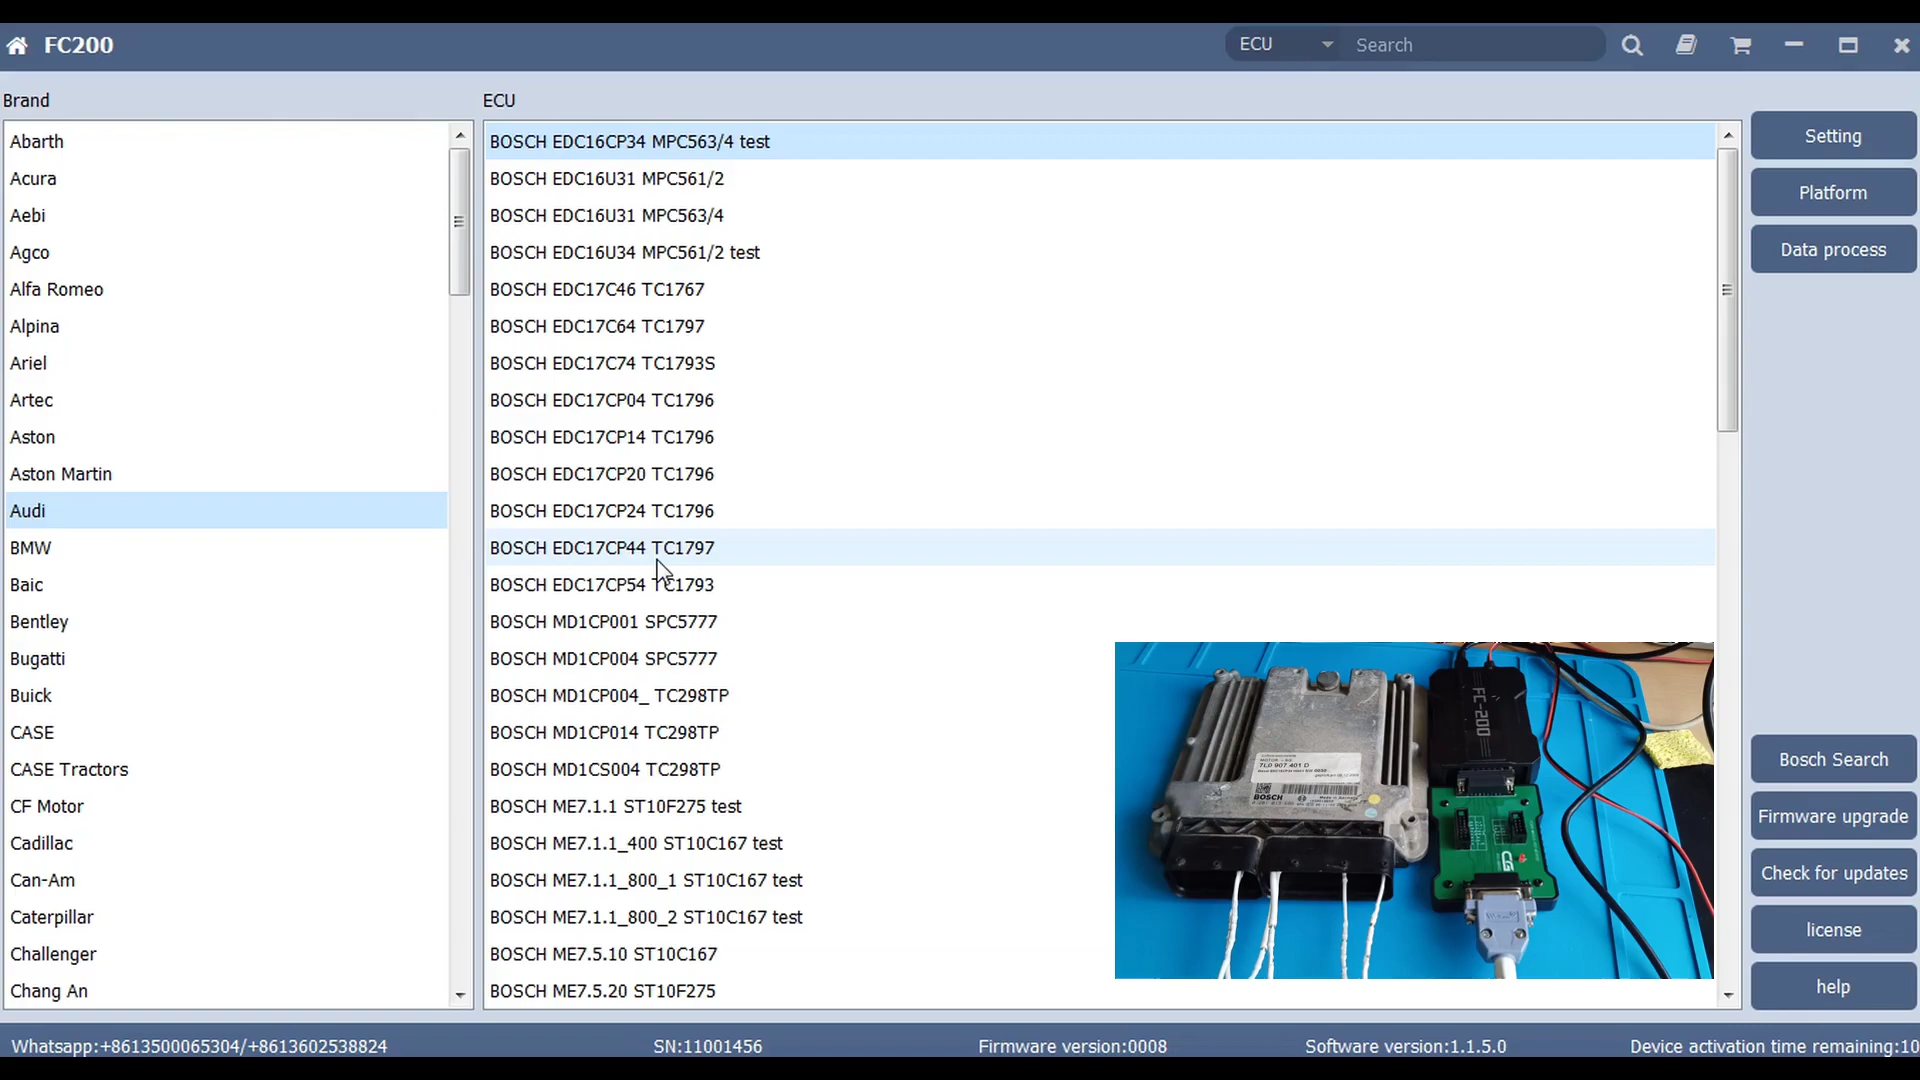 FC200
ECU
Search
Brand
ECU
Abarth
Acura
Aebi
Agco
Alfa Romeo
Alpina
Ariel
Artec
Aston
Aston Martin
Audi
BMW
Baic
Bentley
Bugatti
Buick
CASE
CASE Tractors
CF Motor
Cadillac
Can-Am
Caterpillar
Challenger
Chang An
BOSCH EDC16CP34 MPC563/4 test
BOSCH EDC16U31 MPC561/2
BOSCH EDC16U31 MPC563/4
BOSCH EDC16U34 MPC561/2 test
BOSCH EDC17C46 TC1767
BOSCH EDC17C64 TC1797
BOSCH EDC17C74 TC1793S
BOSCH EDC17CP04 TC1796
BOSCH EDC17CP14 TC1796
BOSCH EDC17CP20 TC1796
BOSCH EDC17CP24 TC1796
BOSCH EDC17CP44 TC1797
BOSCH EDC17CP54 TC1793
BOSCH MD1CP001 SPC5777
BOSCH MD1CP004 SPC5777
BOSCH MD1CP004_ TC298TP
BOSCH MD1CP014 TC298TP
BOSCH MD1CS004 TC298TP
BOSCH ME7.1.1 ST10F275 test
BOSCH ME7.1.1_400 ST10C167 test
BOSCH ME7.1.1_800_1 ST10C167 test
BOSCH ME7.1.1_800_2 ST10C167 test
BOSCH ME7.5.10 ST10C167
BOSCH ME7.5.20 ST10F275
Setting
Platform
Data process
Bosch Search
Firmware upgrade
Check for updates
license
help
7L0 907 401 D
BOSCH
FC-200
CG
Whatsapp:+8613500065304/+8613602538824
SN:11001456
Firmware version:0008
Software version:1.1.5.0
Device activation time remaining:10